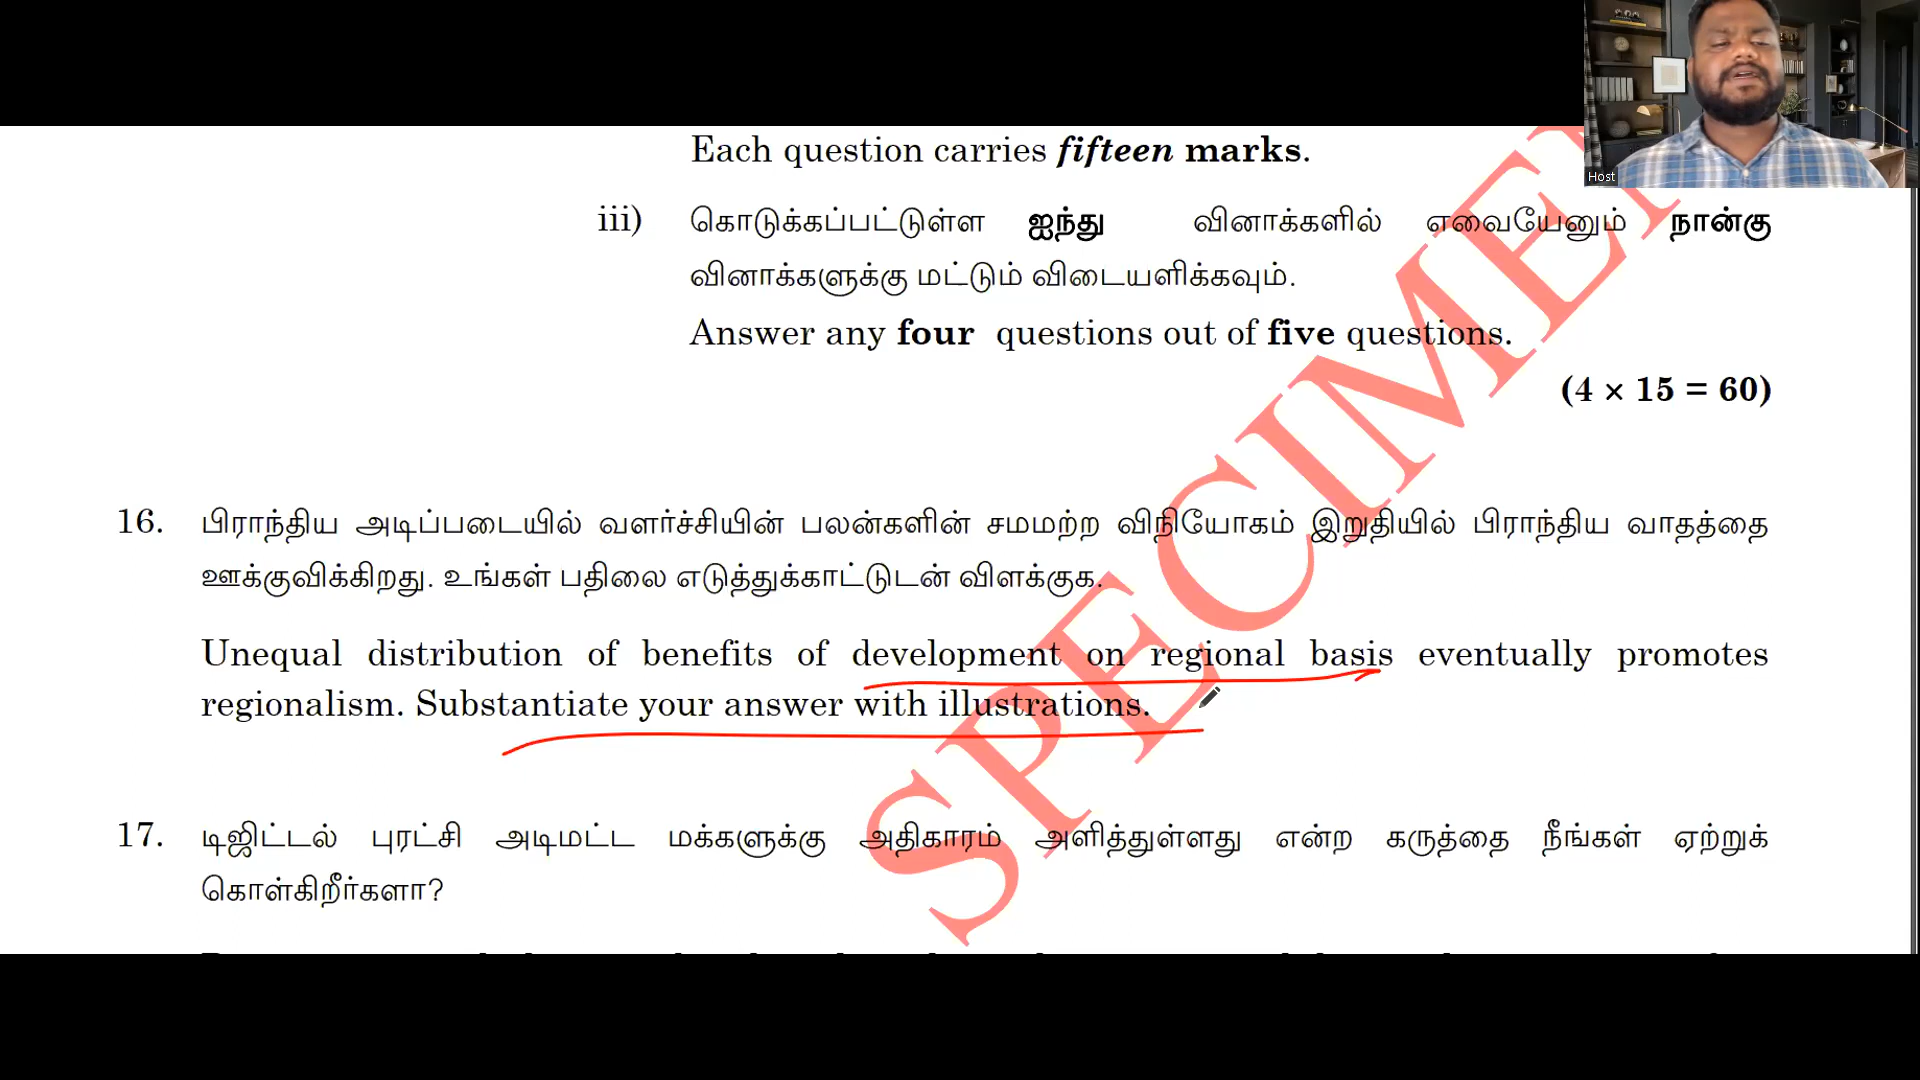 Host
Each question carries fifteen marks.
iii) கொடுக்கப்பட்டுள்ள ஐந்து வினாக்களில் ஏவையேனும் நான்கு
வினாக்களுக்கு மட்டும் விடையளிக்கவும்.
Answer any four questions out of five questions.
(4 × 15 = 60)
16. பிராந்திய அடிப்படையில் வளர்ச்சியின் பலன்களின் சமமற்ற விநியோகம் இறுதியில் பிராந்திய வாதத்தை
ஊக்குவிக்கிறது. உங்கள் பதிலை எடுத்துக்காட்டுடன் விளக்குக.
Unequal distribution of benefits of development on regional basis eventually promotes
regionalism. Substantiate your answer with illustrations.
17. டிஜிட்டல் புரட்சி அடிமட்ட மக்களுக்கு அதிகாரம் அளித்துள்ளது என்ற கருத்தை நீங்கள் ஏற்றுக்
கொள்கிறீர்களா?
SPECIMEN